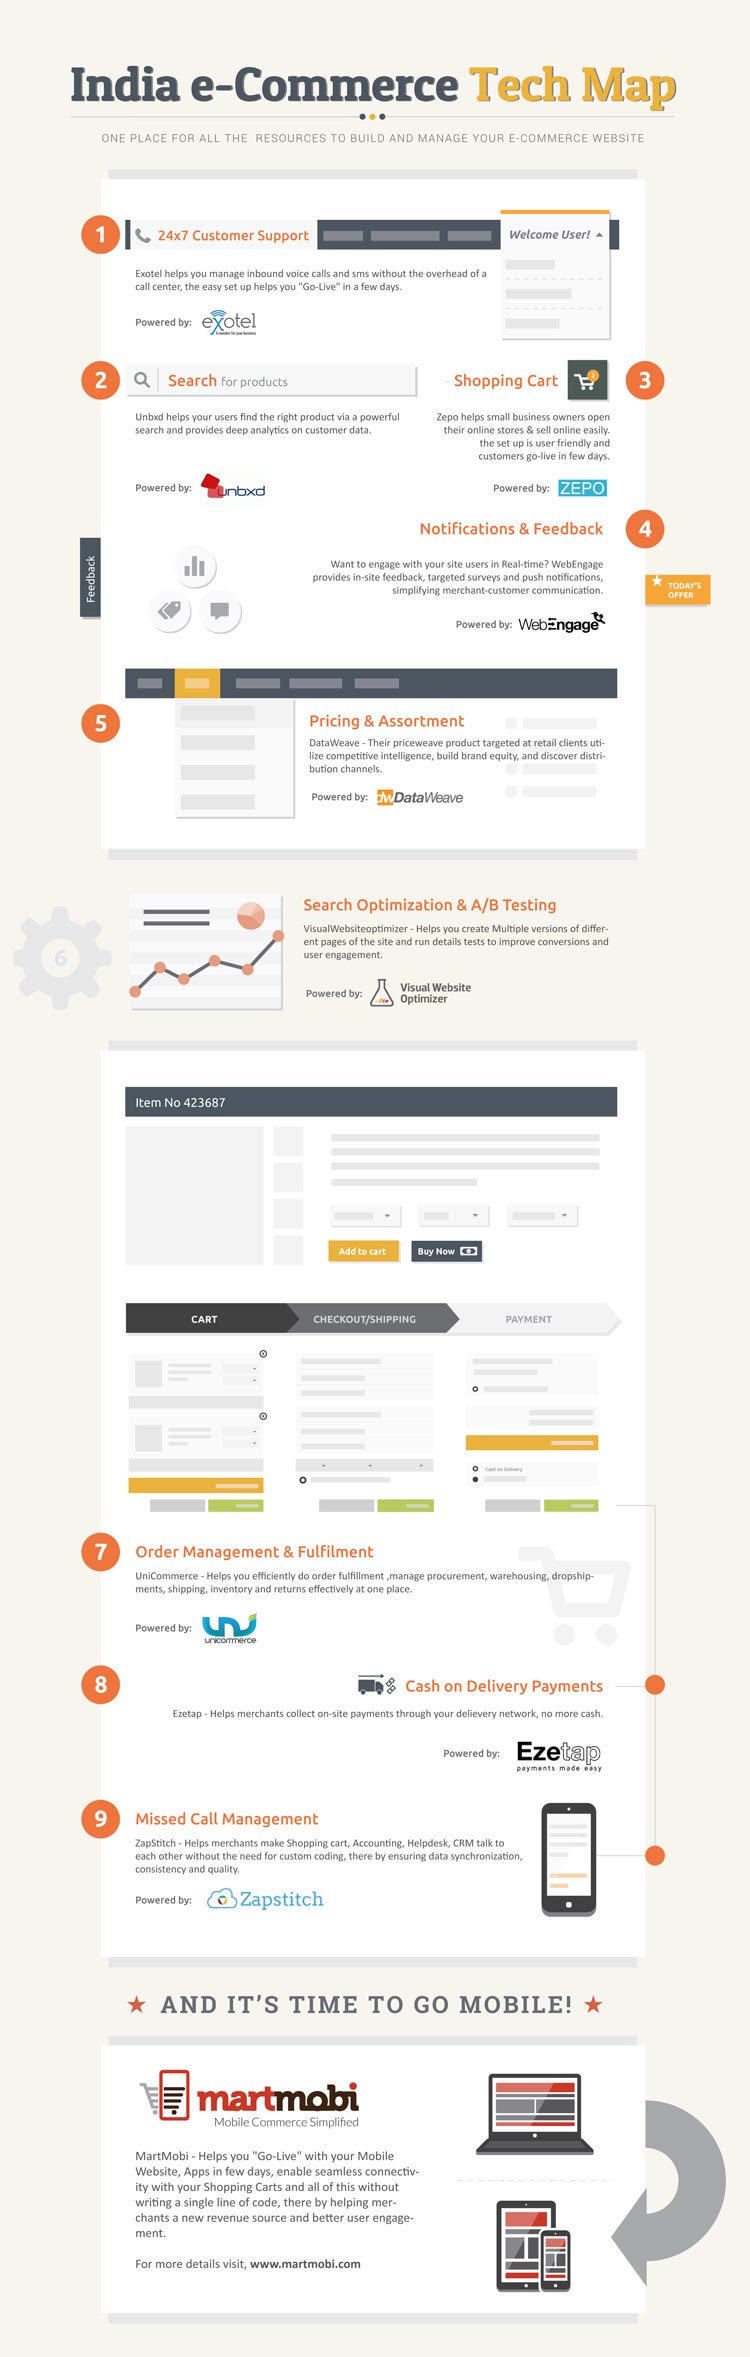 India e-Commerce Tech Map
ONE PLACE FOR ALL THE RESOURCES TO BUILD AND MANAGE YOUR E-COMMERCE WEBSITE
1
24x7 Customer Support
Welcome User!
Exotel helps you manage inbound voice calls and sms without the overhead of a
call center, the easy set up helps you "Go-Live" in a few days.
Powered by: exotel
2
Search for products
Unbxd helps your users find the right product via a powerful
search and provides deep analytics on customer data.
Powered by: unbxd
Shopping Cart
2
3
Zepo helps small business owners open
their online stores & sell online easily.
the set up is user friendly and
customers go-live in few days.
Powered by: ZEPO
Notifications & Feedback
4
Feedback
Want to engage with your site users in Real-time? WebEngage
provides in-site feedback, targeted surveys and push notifications,
simplifying merchant-customer communication.
TODAY'S
OFFER
Powered by: WebEngage
5
Pricing & Assortment
DataWeave - Their priceweave product targeted at retail clients uti-
lize competitive intelligence, build brand equity, and discover distri-
bution channels.
Powered by: dw DataWeave
6
Search Optimization & A/B Testing
VisualWebsiteoptimizer - Helps you create Multiple versions of differ-
ent pages of the site and run details tests to improve conversions and
user engagement.
Powered by: Visual Website
Optimizer
Item No 423687
Add to cart
Buy Now
CART
CHECKOUT/SHIPPING
PAYMENT
Cash on Delivery
7
Order Management & Fulfilment
UniCommerce - Helps you efficiently do order fulfillment ,manage procurement, warehousing, dropship-
ments, shipping, inventory and returns effectively at one place.
Powered by: unicommerce
8
Cash on Delivery Payments
Ezetap - Helps merchants collect on-site payments through your delievery network, no more cash.
Powered by: Ezetap
payments made easy
9
Missed Call Management
ZapStitch - Helps merchants make Shopping cart, Accounting, Helpdesk, CRM talk to
each other without the need for custom coding, there by ensuring data synchronization,
consistency and quality.
Powered by: Zapstitch
AND IT'S TIME TO GO MOBILE!
martmobi
Mobile Commerce Simplified
MartMobi - Helps you "Go-Live" with your Mobile
Website, Apps in few days, enable seamless connectiv-
ity with your Shopping Carts and all of this without
writing a single line of code, there by helping mer-
chants a new revenue source and better user engage-
ment.
For more details visit, www.martmobi.com